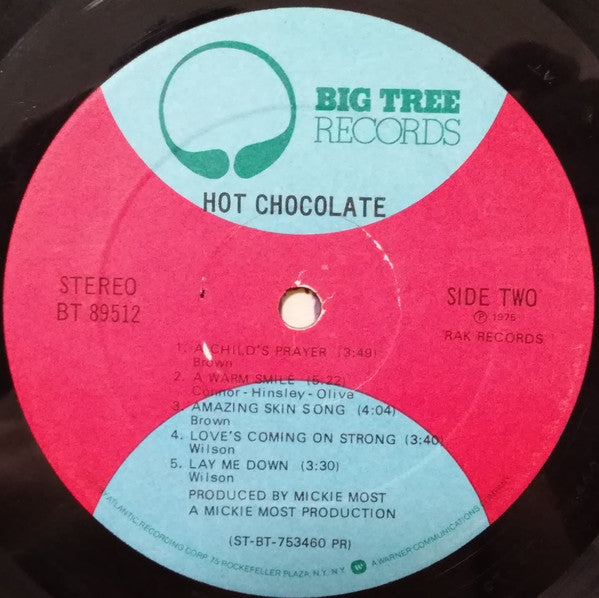 BIG TREE
RECORDS
HOT CHOCOLATE
STEREO
BT 89512
SIDE TWO
℗ 1975
RAK RECORDS
1. A CHILD'S PRAYER (3:49)
Brown
2. A WARM SMILE (5:22)
Connor - Hinsley - Oliva
3. AMAZING SKIN SONG (4:04)
Brown
4. LOVE'S COMING ON STRONG (3:40)
Wilson
5. LAY ME DOWN (3:30)
Wilson
PRODUCED BY MICKIE MOST
A MICKIE MOST PRODUCTION
(ST-BT-753460 PR)
ATLANTIC RECORDING CORP. 75 ROCKEFELLER PLAZA, N.Y. N.Y. A WARNER COMMUNICATIONS COMPANY